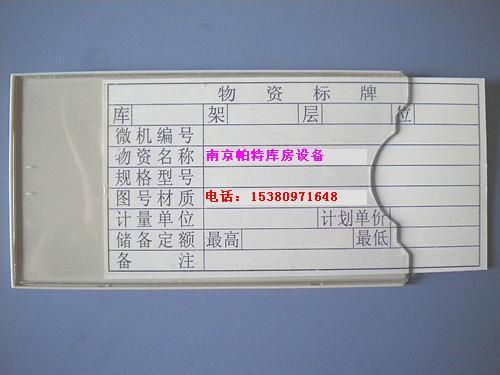 物资标牌
库 架 层 位
微机编号
物资名称 南京帕特库房设备
规格型号
图号材质 电话：15380971648
计量单位 计划单价
储备定额 最高 最低
备注